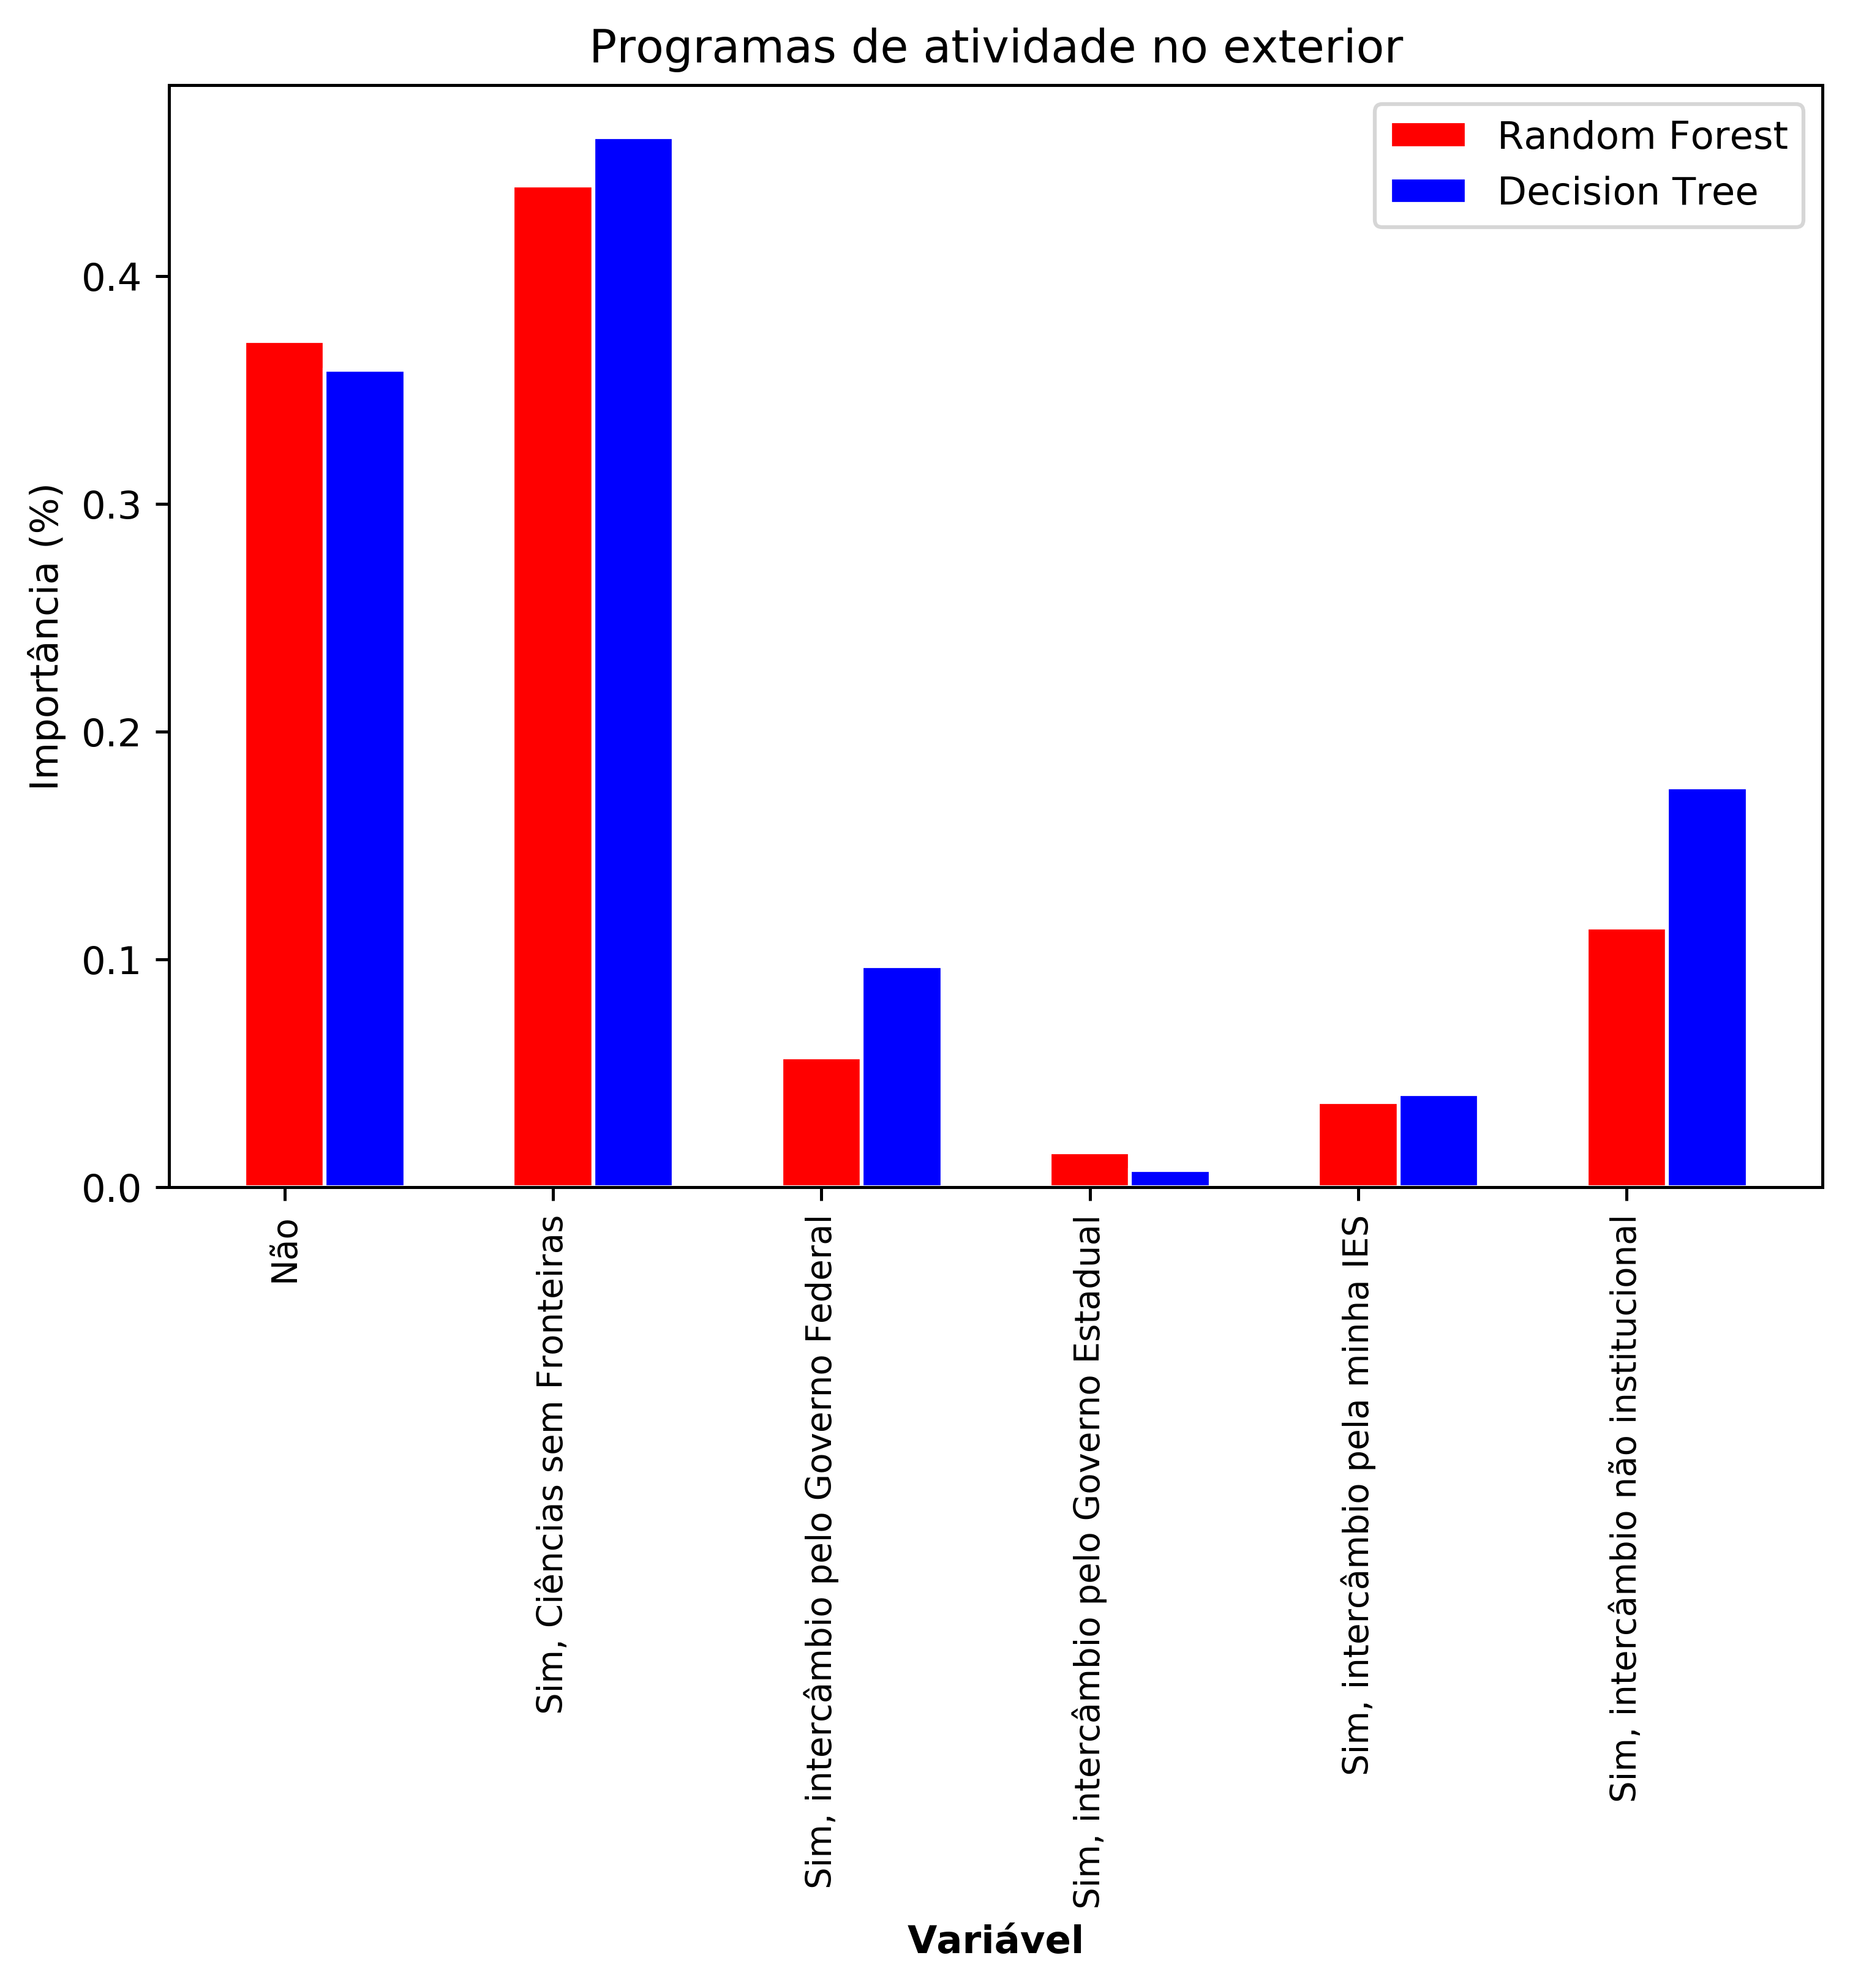 Programas de atividade no exterior
Random Forest
Decision Tree
Importância (%)
0.4
0.3
0.2
0.1
0.0
Não
Sim, Ciências sem Fronteiras
Sim, intercâmbio pelo Governo Federal
Sim, intercâmbio pelo Governo Estadual
Sim, intercâmbio pela minha IES
Sim, intercâmbio não institucional
Variável